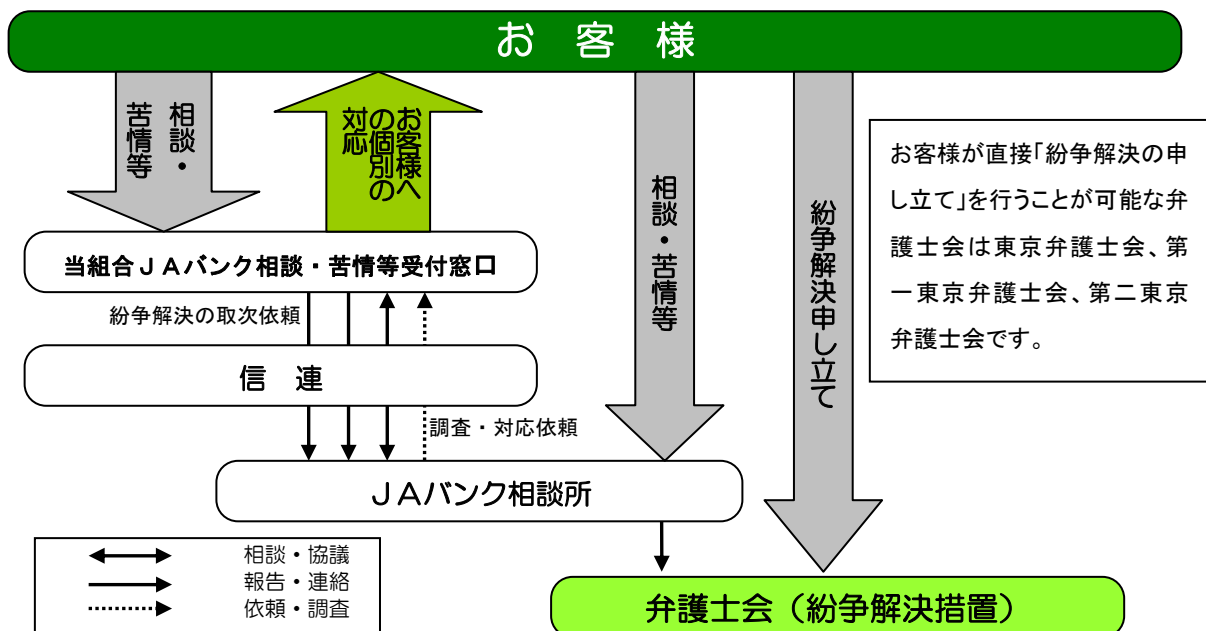 お 客 様
相談・
苦情等
お客様へ
の個別の
対応
相談・苦情等
紛争解決申し立て
お客様が直接「紛争解決の申
し立て」を行うことが可能な弁
護士会は東京弁護士会、第
一東京弁護士会、第二東京
弁護士会です。
当組合ＪＡバンク相談・苦情等受付窓口
紛争解決の取次依頼
信 連
調査・対応依頼
ＪＡバンク相談所
相談・協議
報告・連絡
依頼・調査
弁護士会（紛争解決措置）